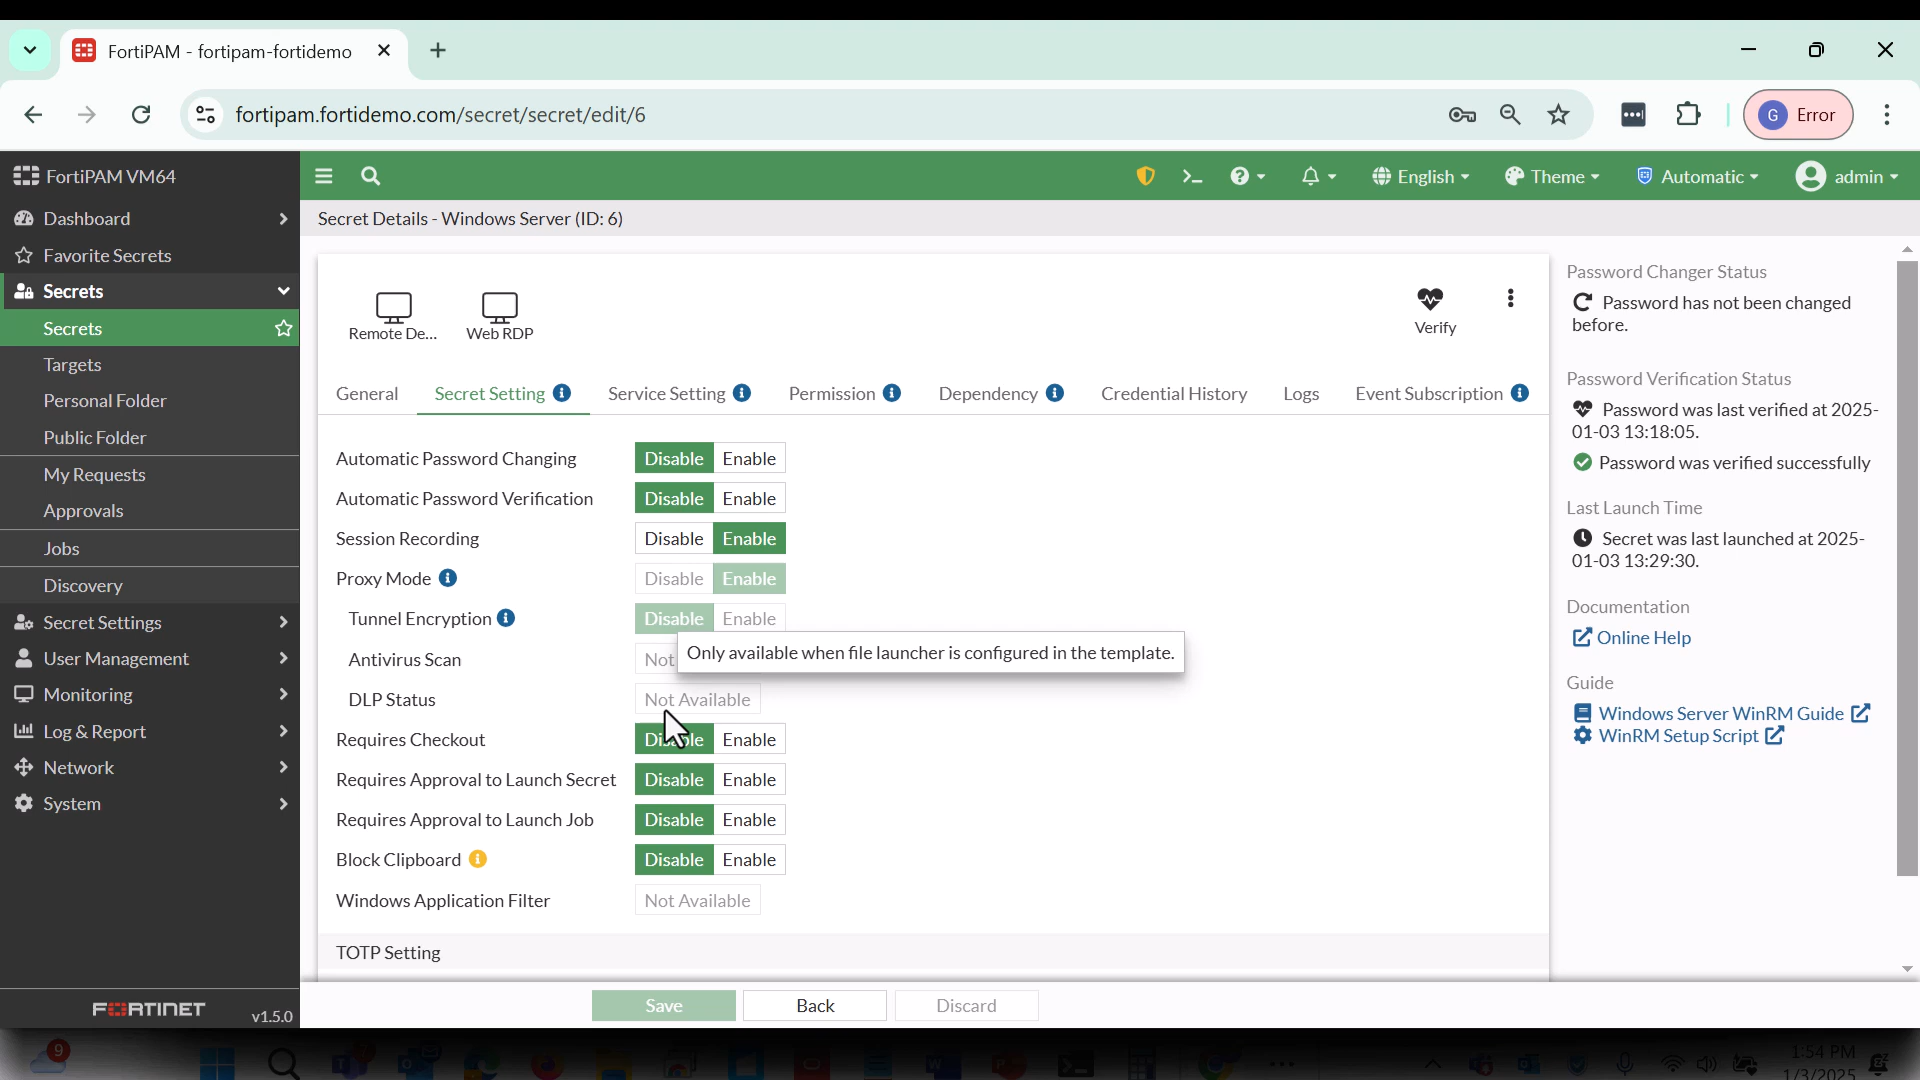 FortiPAM - fortipam-fortidemo
fortipam.fortidemo.com/secret/secret/edit/6
G Error
FortiPAM VM64
English
Theme
Automatic
admin
Dashboard
Favorite Secrets
Secrets
Secrets
Targets
Personal Folder
Public Folder
My Requests
Approvals
Jobs
Discovery
Secret Settings
User Management
Monitoring
Log & Report
Network
System
FORTINET
v1.5.0
Secret Details - Windows Server (ID: 6)
Remote De...
Web RDP
Verify
General
Secret Setting
Service Setting
Permission
Dependency
Credential History
Logs
Event Subscription
Automatic Password Changing Disable Enable
Automatic Password Verification Disable Enable
Session Recording Disable Enable
Proxy Mode Disable Enable
Tunnel Encryption Disable Enable
Antivirus Scan Not
Only available when file launcher is configured in the template.
DLP Status Not Available
Requires Checkout Disable Enable
Requires Approval to Launch Secret Disable Enable
Requires Approval to Launch Job Disable Enable
Block Clipboard Disable Enable
Windows Application Filter Not Available
TOTP Setting
Save
Back
Discard
Password Changer Status
Password has not been changed
before.
Password Verification Status
Password was last verified at 2025-
01-03 13:18:05.
Password was verified successfully
Last Launch Time
Secret was last launched at 2025-
01-03 13:29:30.
Documentation
Online Help
Guide
Windows Server WinRM Guide
WinRM Setup Script
9
1:54 PM
1/3/2025